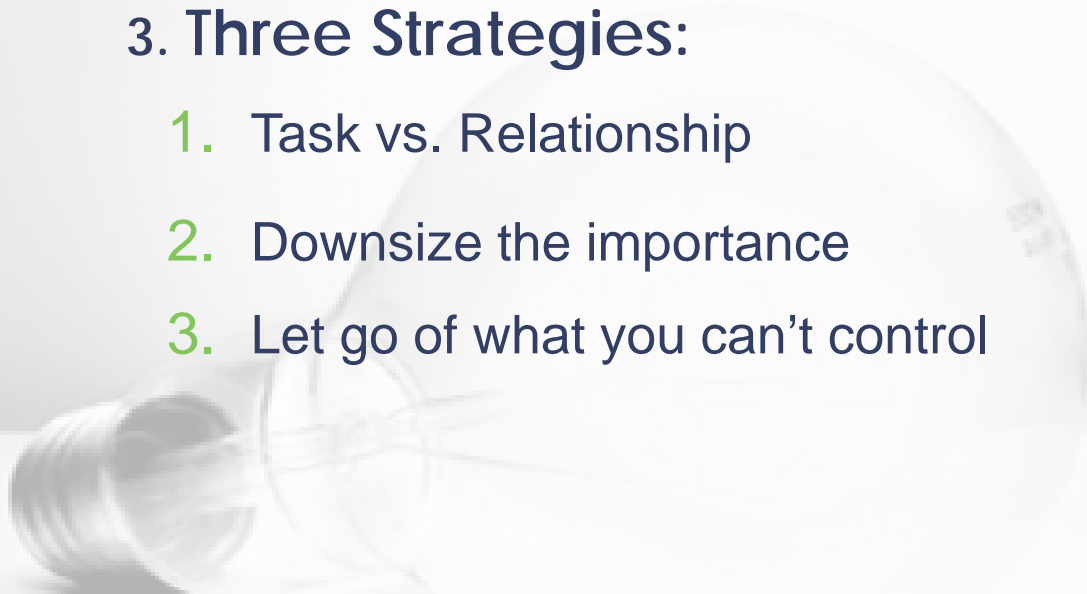 3. Three Strategies:
1. Task vs. Relationship
2. Downsize the importance
3. Let go of what you can’t control